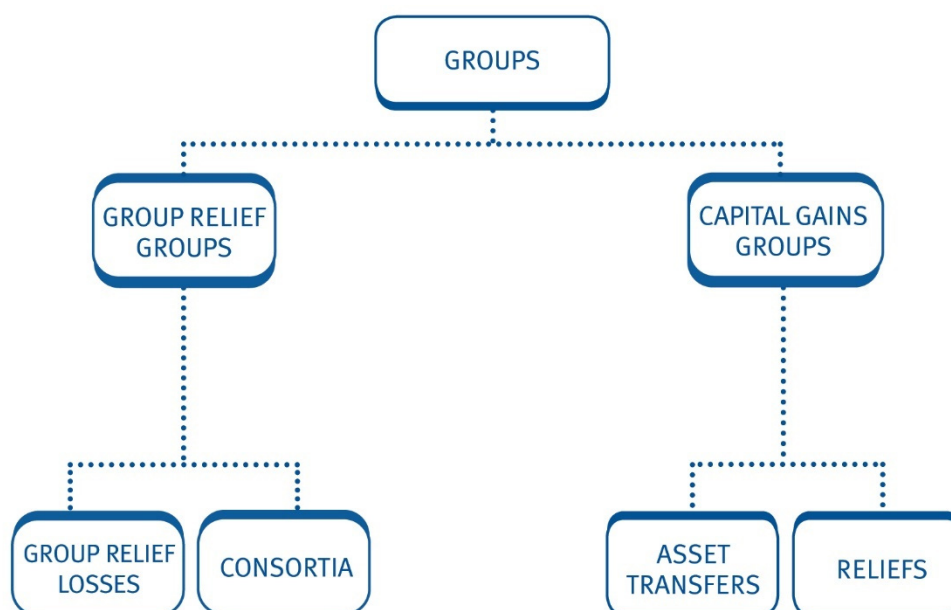 GROUPS
GROUP RELIEF
GROUPS
CAPITAL GAINS
GROUPS
GROUP RELIEF
LOSSES
CONSORTIA
ASSET
TRANSFERS
RELIEFS